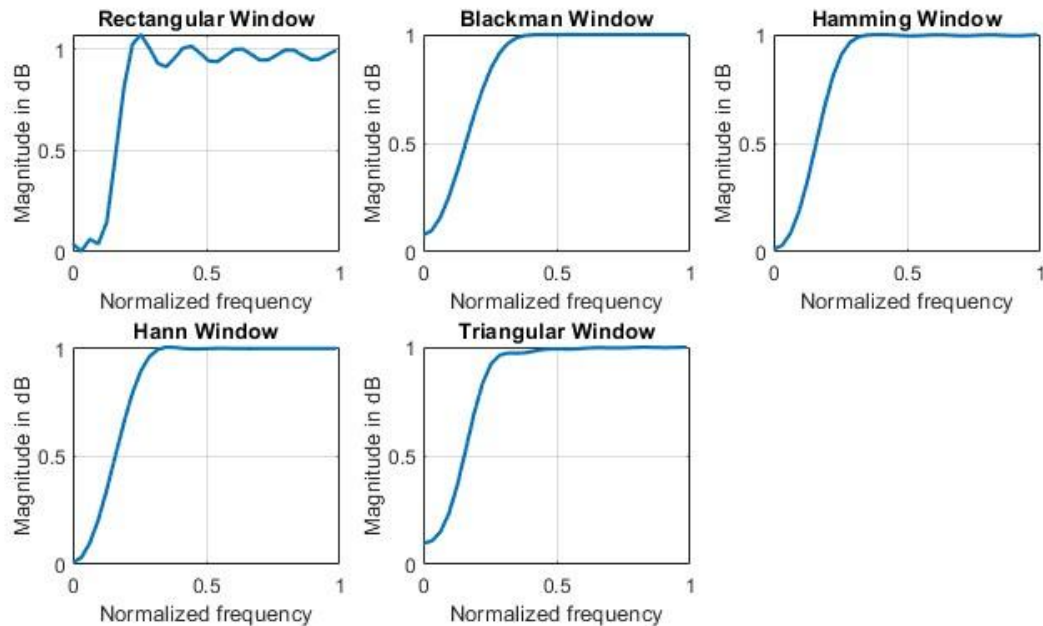 Rectangular Window
Magnitude in dB
1
0.5
0
0
0.5
1
Normalized frequency
Blackman Window
Magnitude in dB
1
0.5
0
0
0.5
1
Normalized frequency
Hamming Window
Magnitude in dB
1
0.5
0
0
0.5
1
Normalized frequency
Hann Window
Magnitude in dB
1
0.5
0
0
0.5
1
Normalized frequency
Triangular Window
Magnitude in dB
1
0.5
0
0
0.5
1
Normalized frequency